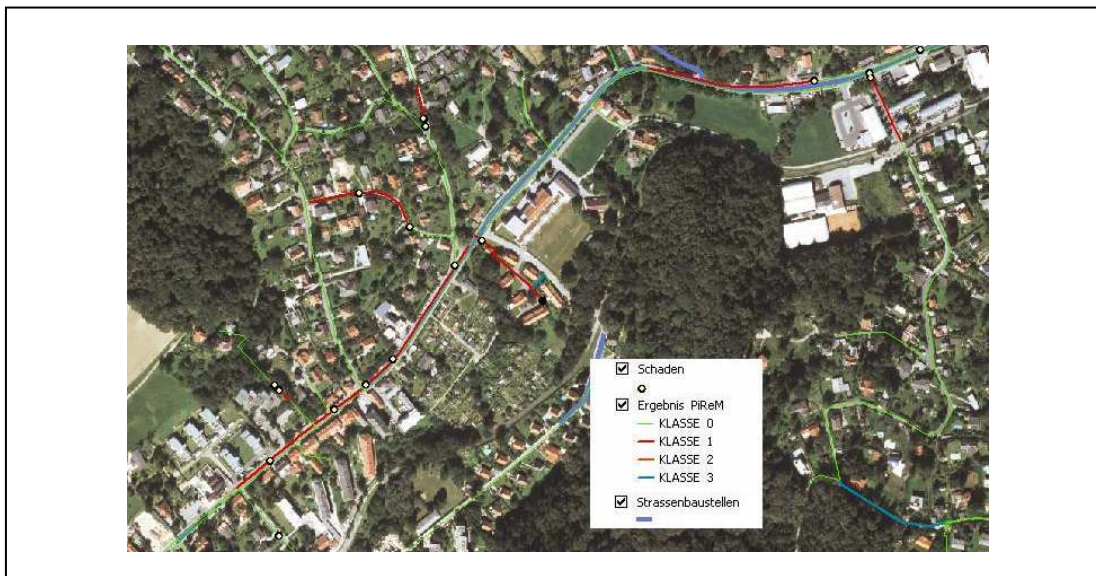 Schaden
Ergebnis PiReM
KLASSE 0
KLASSE 1
KLASSE 2
KLASSE 3
Strassenbaustellen